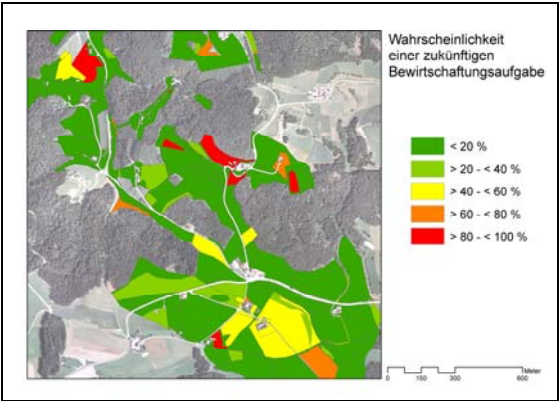 Wahrscheinlichkeit
einer zukünftigen
Bewirtschaftungsaufgabe
< 20 %
> 20 - < 40 %
> 40 - < 60 %
> 60 - < 80 %
> 80 - < 100 %
Meter
0 150 300 600